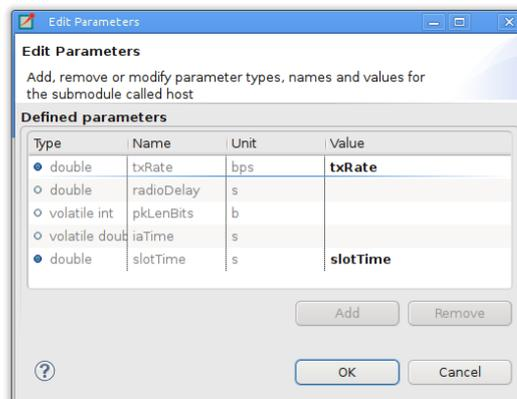 Edit Parameters
Edit Parameters
Add, remove or modify parameter types, names and values for
the submodule called host
Defined parameters
Type Name Unit Value
double txRate bps txRate
double radioDelay s
volatile int pkLenBits b
volatile doub iaTime s
double slotTime s slotTime
Add Remove
? OK Cancel